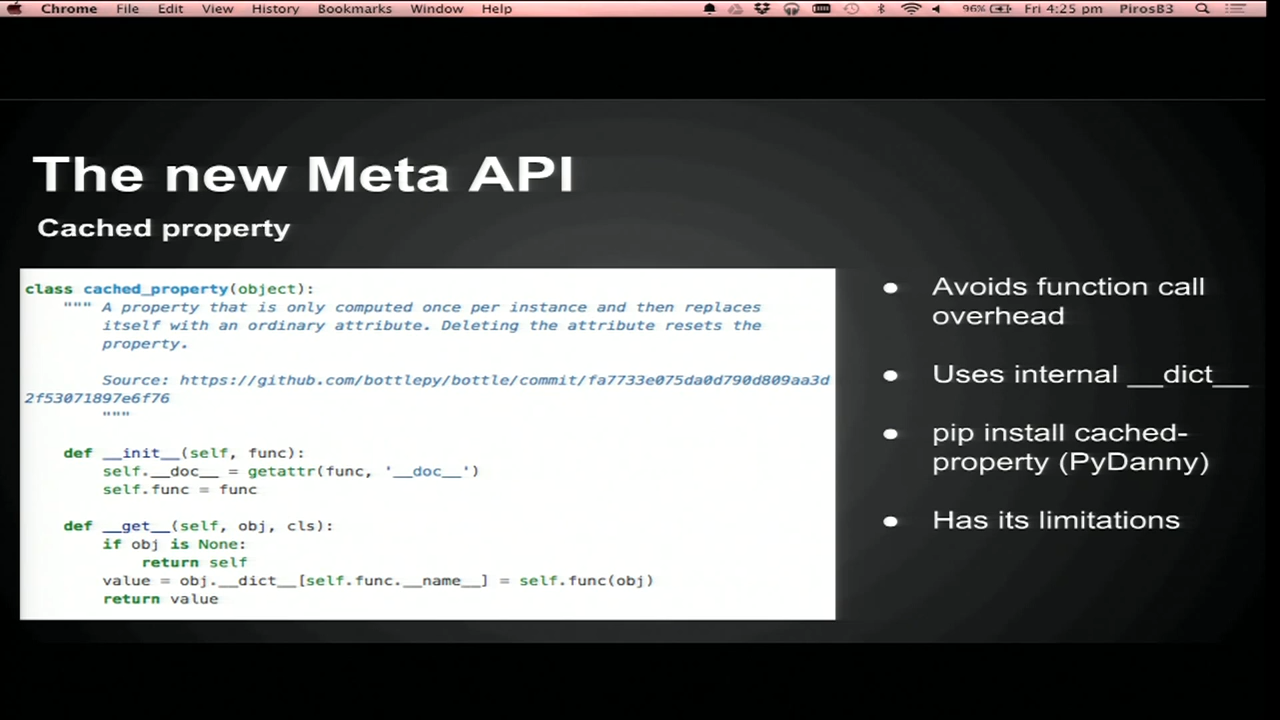 Chrome File Edit View History Bookmarks Window Help 96% Fri 4:25 pm PirosB3
The new Meta API
Cached property
class cached_property(object):
    """ A property that is only computed once per instance and then replaces
        itself with an ordinary attribute. Deleting the attribute resets the
        property.

        Source: https://github.com/bottlepy/bottle/commit/fa7733e075da0d790d809aa3d
2f53071897e6f76
        """

    def __init__(self, func):
        self.__doc__ = getattr(func, '__doc__')
        self.func = func

    def __get__(self, obj, cls):
        if obj is None:
            return self
        value = obj.__dict__[self.func.__name__] = self.func(obj)
        return value
● Avoids function call
overhead
● Uses internal __dict__
● pip install cached-
property (PyDanny)
● Has its limitations